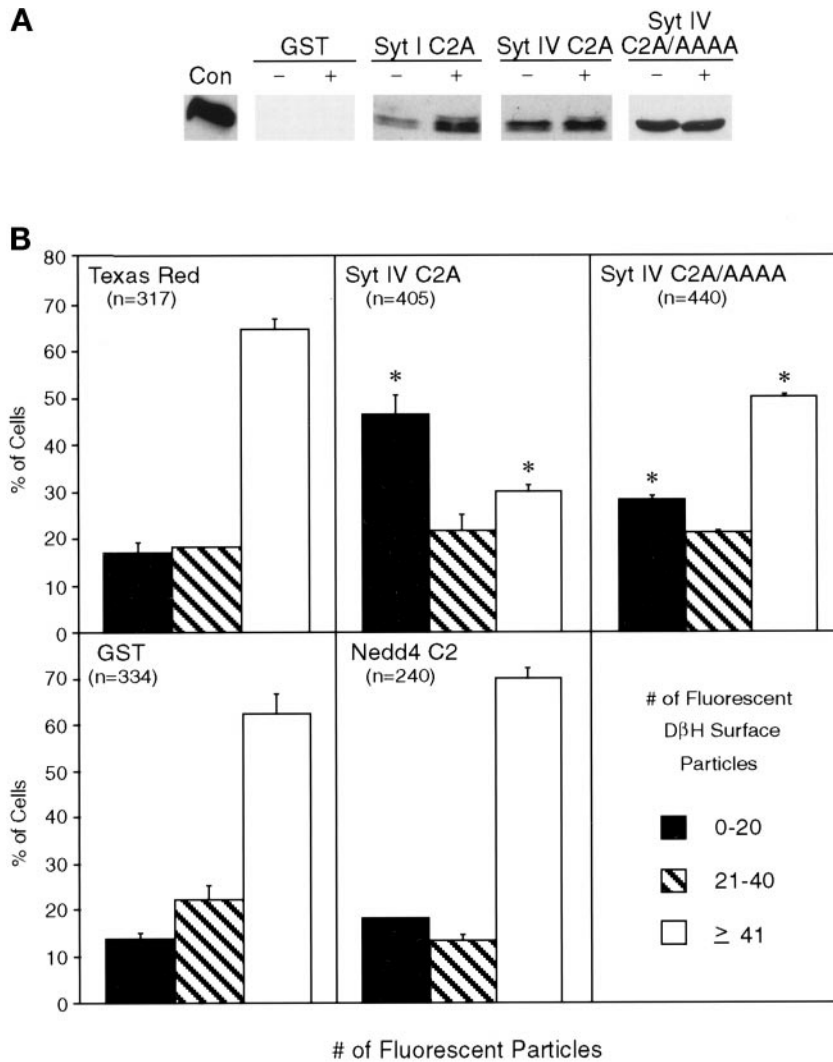 A
Con
GST
Syt I C2A
Syt IV C2A
Syt IV
C2A/AAAA
– + – + – + – +
B
% of Cells
80
70
60
50
40
30
20
10
0
Texas Red
(n=317)
Syt IV C2A
(n=405)
* *
Syt IV C2A/AAAA
(n=440)
* *
% of Cells
70
60
50
40
30
20
10
0
GST
(n=334)
Nedd4 C2
(n=240)
# of Fluorescent
DβH Surface
Particles
0-20
21-40
≥ 41
# of Fluorescent Particles